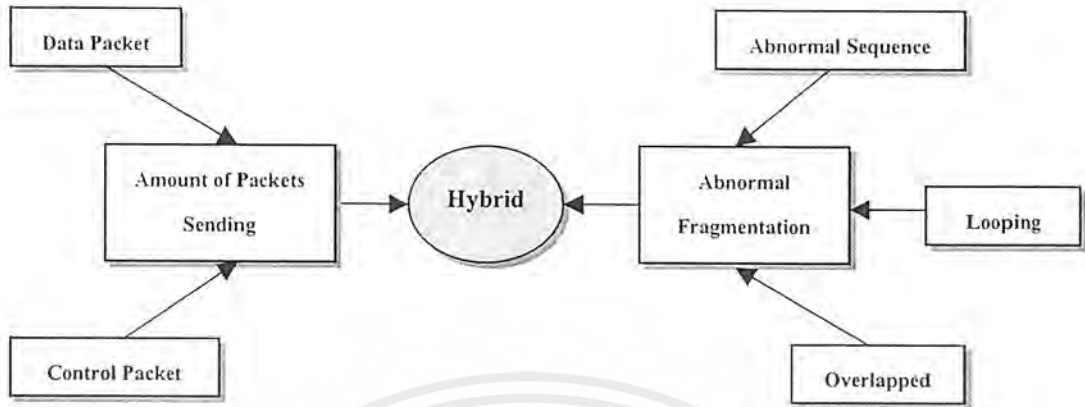 Data Packet
Abnormal Sequence
Amount of Packets
Sending
Hybrid
Abnormal
Fragmentation
Looping
Control Packet
Overlapped